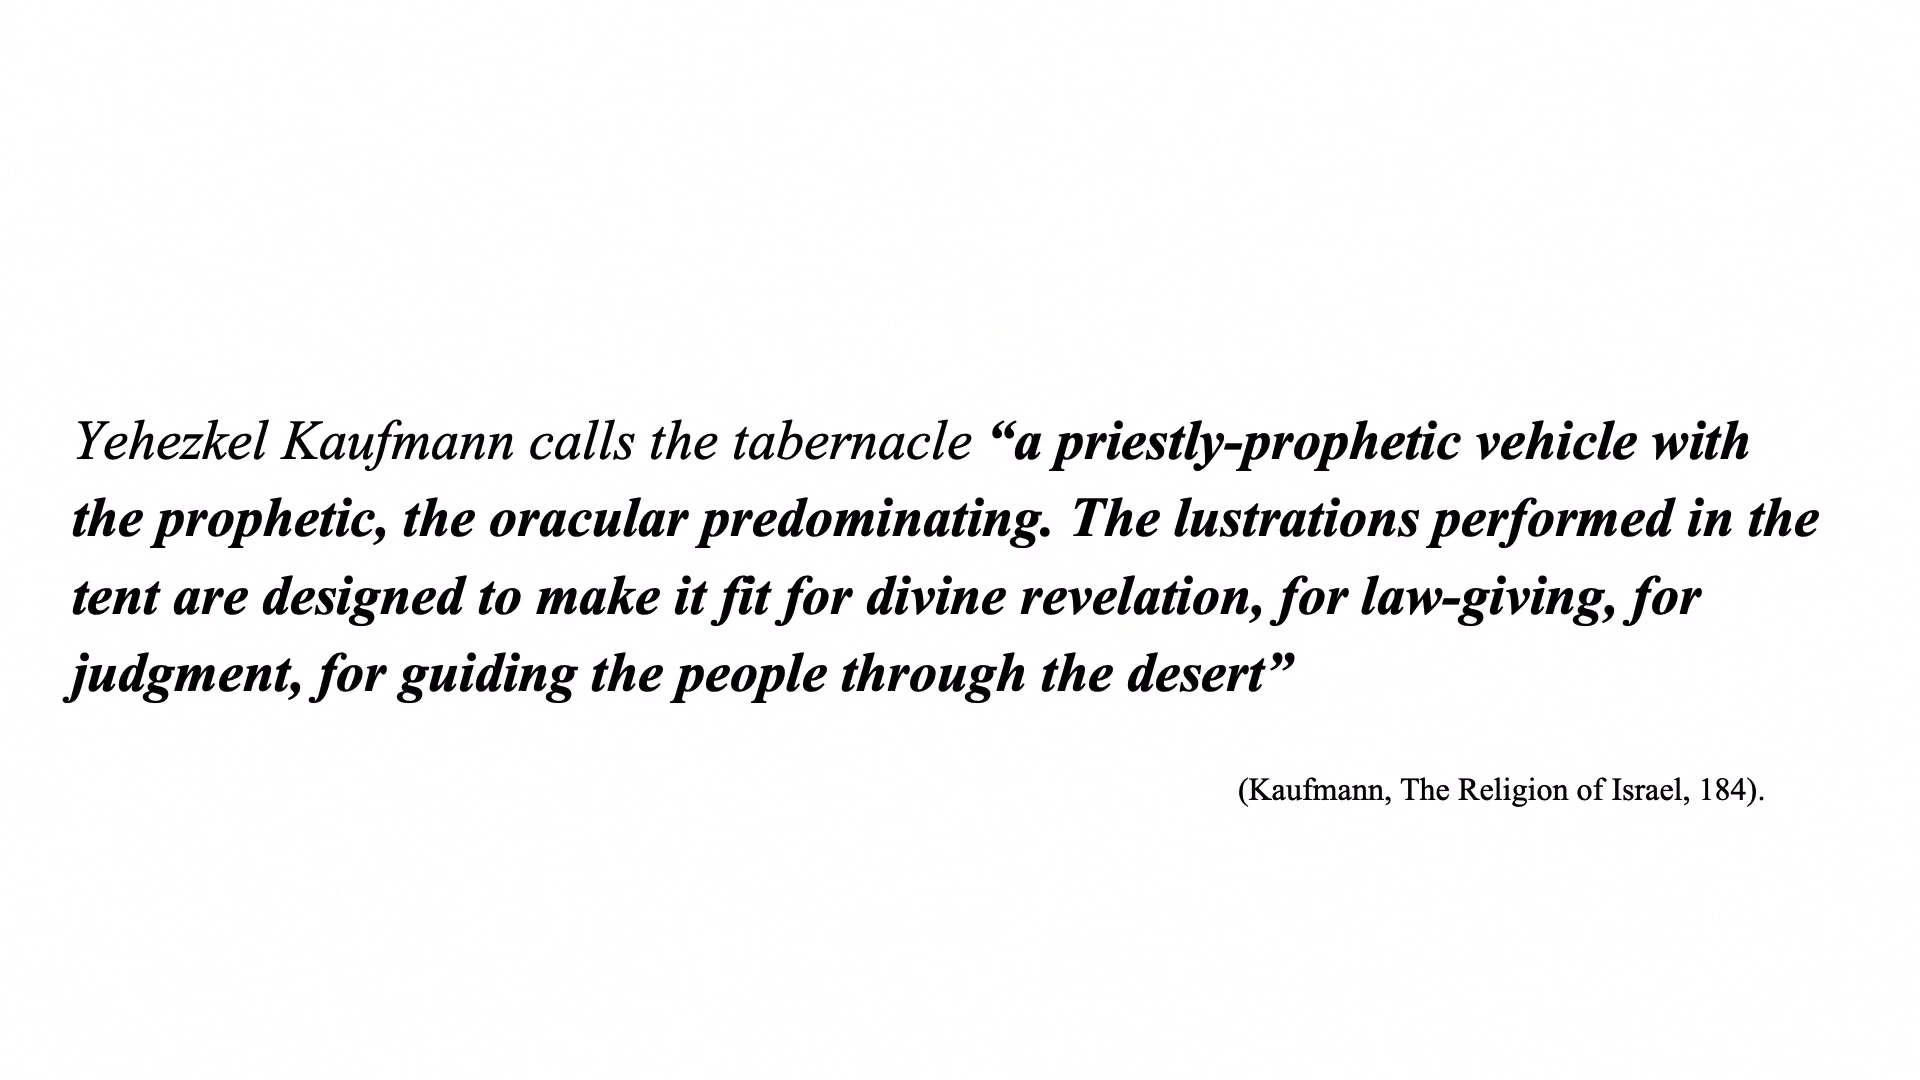 Yehezkel Kaufmann calls the tabernacle “a priestly-prophetic vehicle with
the prophetic, the oracular predominating. The lustrations performed in the
tent are designed to make it fit for divine revelation, for law-giving, for
judgment, for guiding the people through the desert”
(Kaufmann, The Religion of Israel, 184).